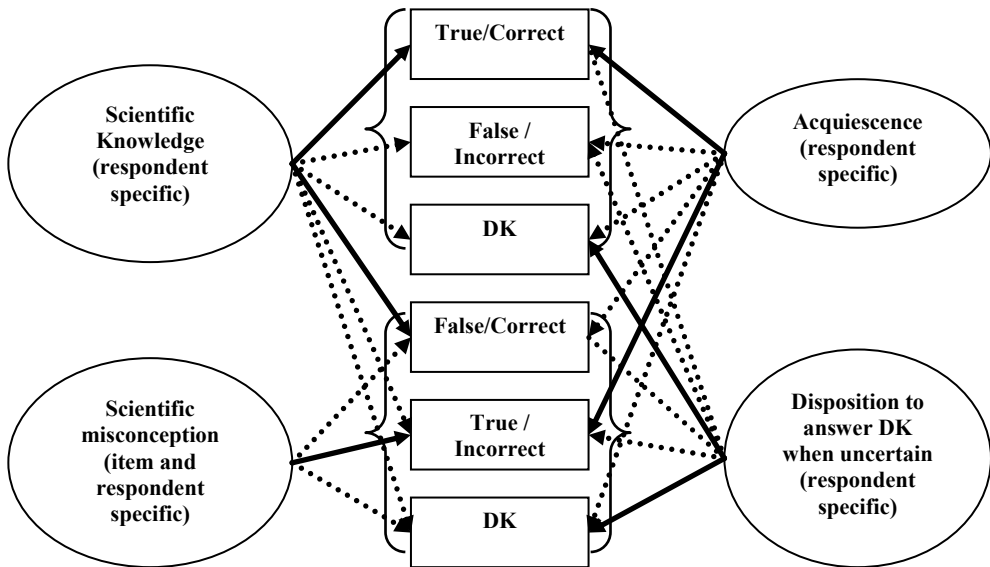 Scientific
Knowledge
(respondent
specific)
Scientific
misconception
(item and
respondent
specific)
True/Correct
False /
Incorrect
DK
False/Correct
True /
Incorrect
DK
Acquiescence
(respondent
specific)
Disposition to
answer DK
when uncertain
(respondent
specific)